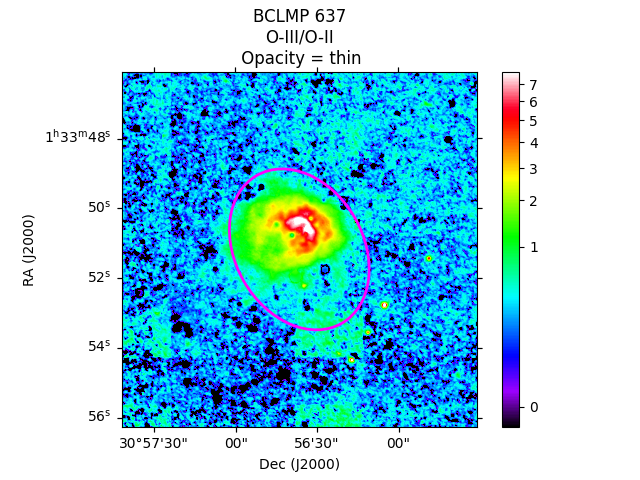 BCLMP 637
O-III/O-II
Opacity = thin
RA (J2000)
1ʰ33ᵐ48ˢ
50ˢ
52ˢ
54ˢ
56ˢ
30°57'30" 00" 56'30" 00"
Dec (J2000)
7
6
5
4
3
2
1
0